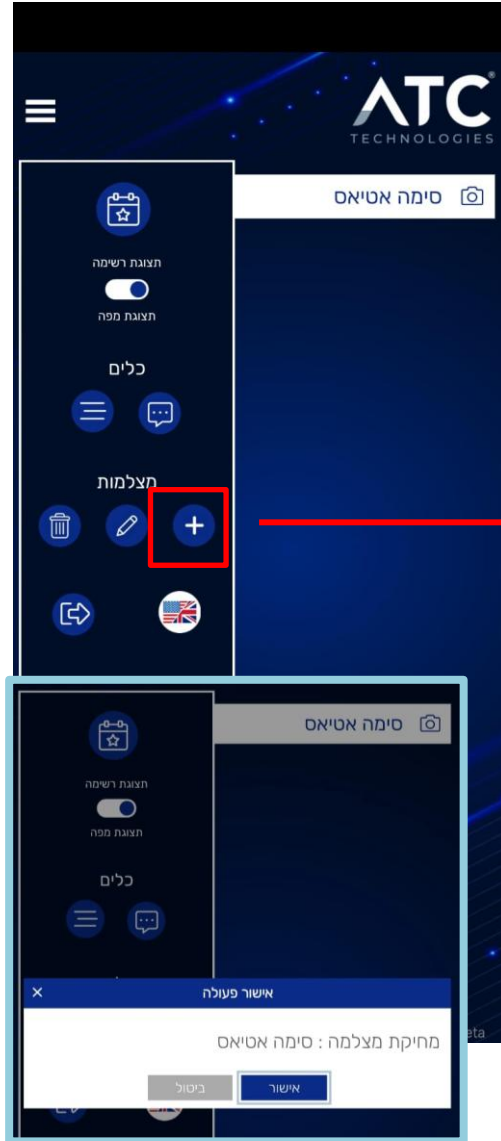 ATC
TECHNOLOGIES
סימה אטיאס
תצוגת רשימה
תצוגת מפה
כלים
מצלמות
סימה אטיאס
תצוגת רשימה
תצוגת מפה
כלים
אישור פעולה
מחיקת מצלמה : סימה אטיאס
אישור
ביטול
eta